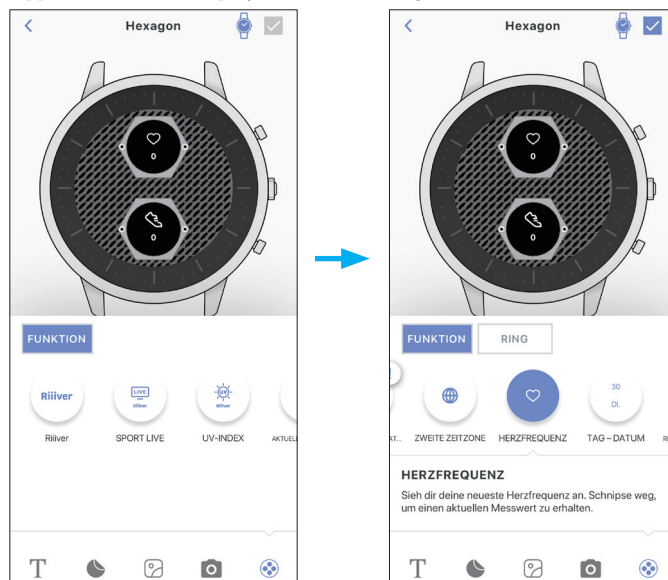 Hexagon
0
0
FUNKTION
Riiiver
LIVE
Riiiver
UV
Riiiver
Riiiver
SPORT LIVE
UV-INDEX
T
Hexagon
0
0
FUNKTION
RING
30
DI.
ZWEITE ZEITZONE
HERZFREQUENZ
TAG – DATUM
HERZFREQUENZ
Sieh dir deine neueste Herzfrequenz an. Schnipse weg,
um einen aktuellen Messwert zu erhalten.
T